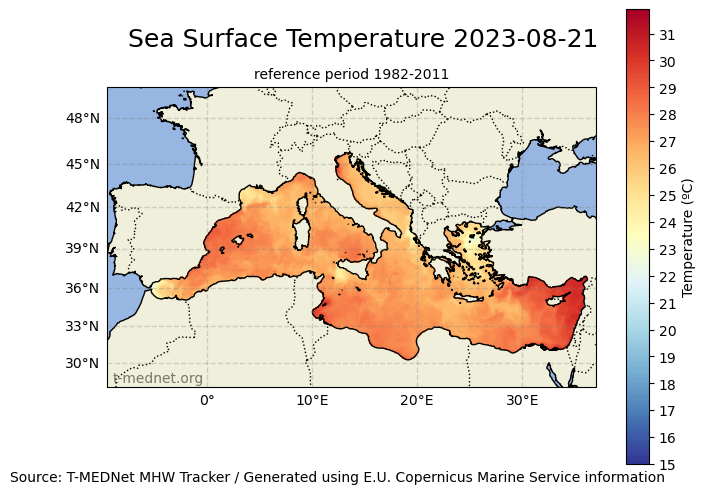 Sea Surface Temperature 2023-08-21
reference period 1982-2011
48°N
45°N
42°N
39°N
36°N
33°N
30°N
0°
10°E
20°E
30°E
t-mednet.org
31
30
29
28
27
26
25
24
23
22
21
20
19
18
17
16
15
Temperature (ºC)
Source: T-MEDNet MHW Tracker / Generated using E.U. Copernicus Marine Service information